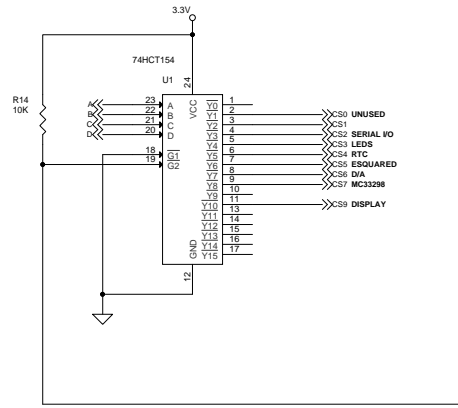 3.3V
74HCT154
U1
24
VCC
R14
10K
A 23 A Y0 1
B 22 B Y1 2 CS0 UNUSED
C 21 C Y2 3 CS1
D 20 D Y3 4 CS2 SERIAL I/O
Y4 5 CS3 LEDS
18 G1 Y5 6 CS4 RTC
19 G2 Y6 7 CS5 ESQUARED
Y7 8 CS6 D/A
Y8 9 CS7 MC33298
Y9 10
Y10 11 CS9 DISPLAY
Y11 13
Y12 14
Y13 15
Y14 16
Y15 17
GND
12